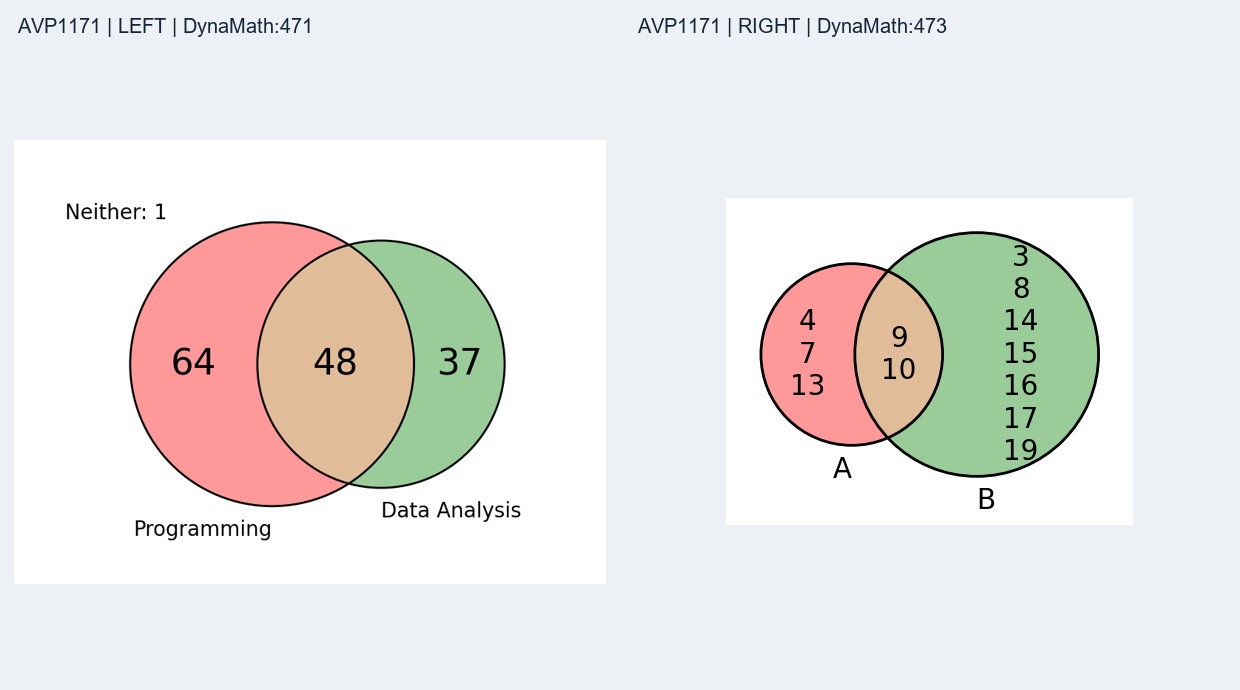 AVP1171 | LEFT | DynaMath:471
Neither: 1
64 48 37
Data Analysis
Programming
AVP1171 | RIGHT | DynaMath:473
4
7
13
9
10
3
8
14
15
16
17
19
A
B